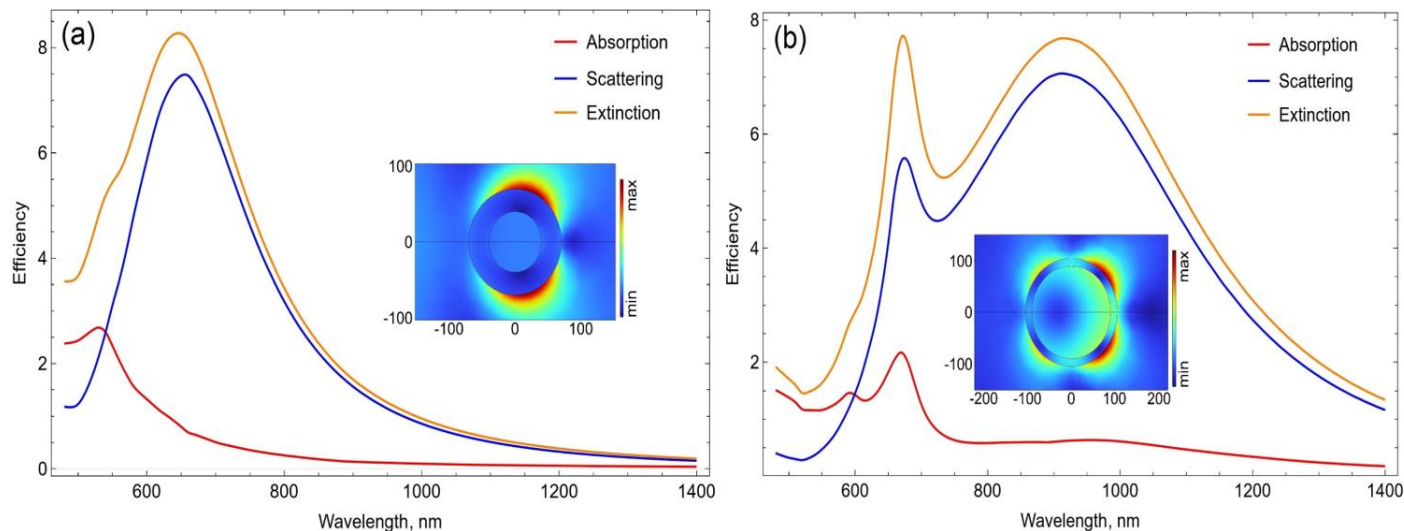 (a)
Absorption
Scattering
Extinction
8
6
4
2
0
Efficiency
600
800
1000
1200
1400
Wavelength, nm
100
0
-100
-100
0
100
max
min
(b)
Absorption
Scattering
Extinction
8
6
4
2
Efficiency
600
800
1000
1200
1400
Wavelength, nm
100
0
-100
-200
-100
0
100
200
max
min